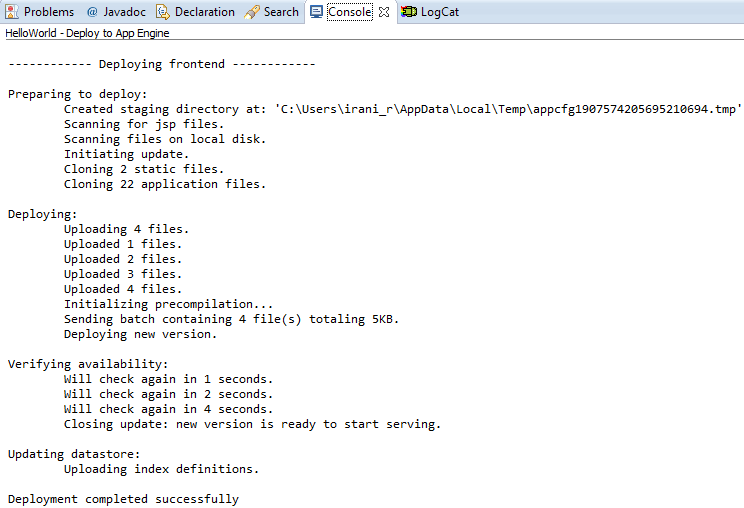 Problems @ Javadoc Declaration Search Console LogCat
HelloWorld - Deploy to App Engine
------------ Deploying frontend ------------
Preparing to deploy:
Created staging directory at: 'C:\Users\irani_r\AppData\Local\Temp\appcfg1907574205695210694.tmp'
Scanning for jsp files.
Scanning files on local disk.
Initiating update.
Cloning 2 static files.
Cloning 22 application files.
Deploying:
Uploading 4 files.
Uploaded 1 files.
Uploaded 2 files.
Uploaded 3 files.
Uploaded 4 files.
Initializing precompilation...
Sending batch containing 4 file(s) totaling 5KB.
Deploying new version.
Verifying availability:
Will check again in 1 seconds.
Will check again in 2 seconds.
Will check again in 4 seconds.
Closing update: new version is ready to start serving.
Updating datastore:
Uploading index definitions.
Deployment completed successfully